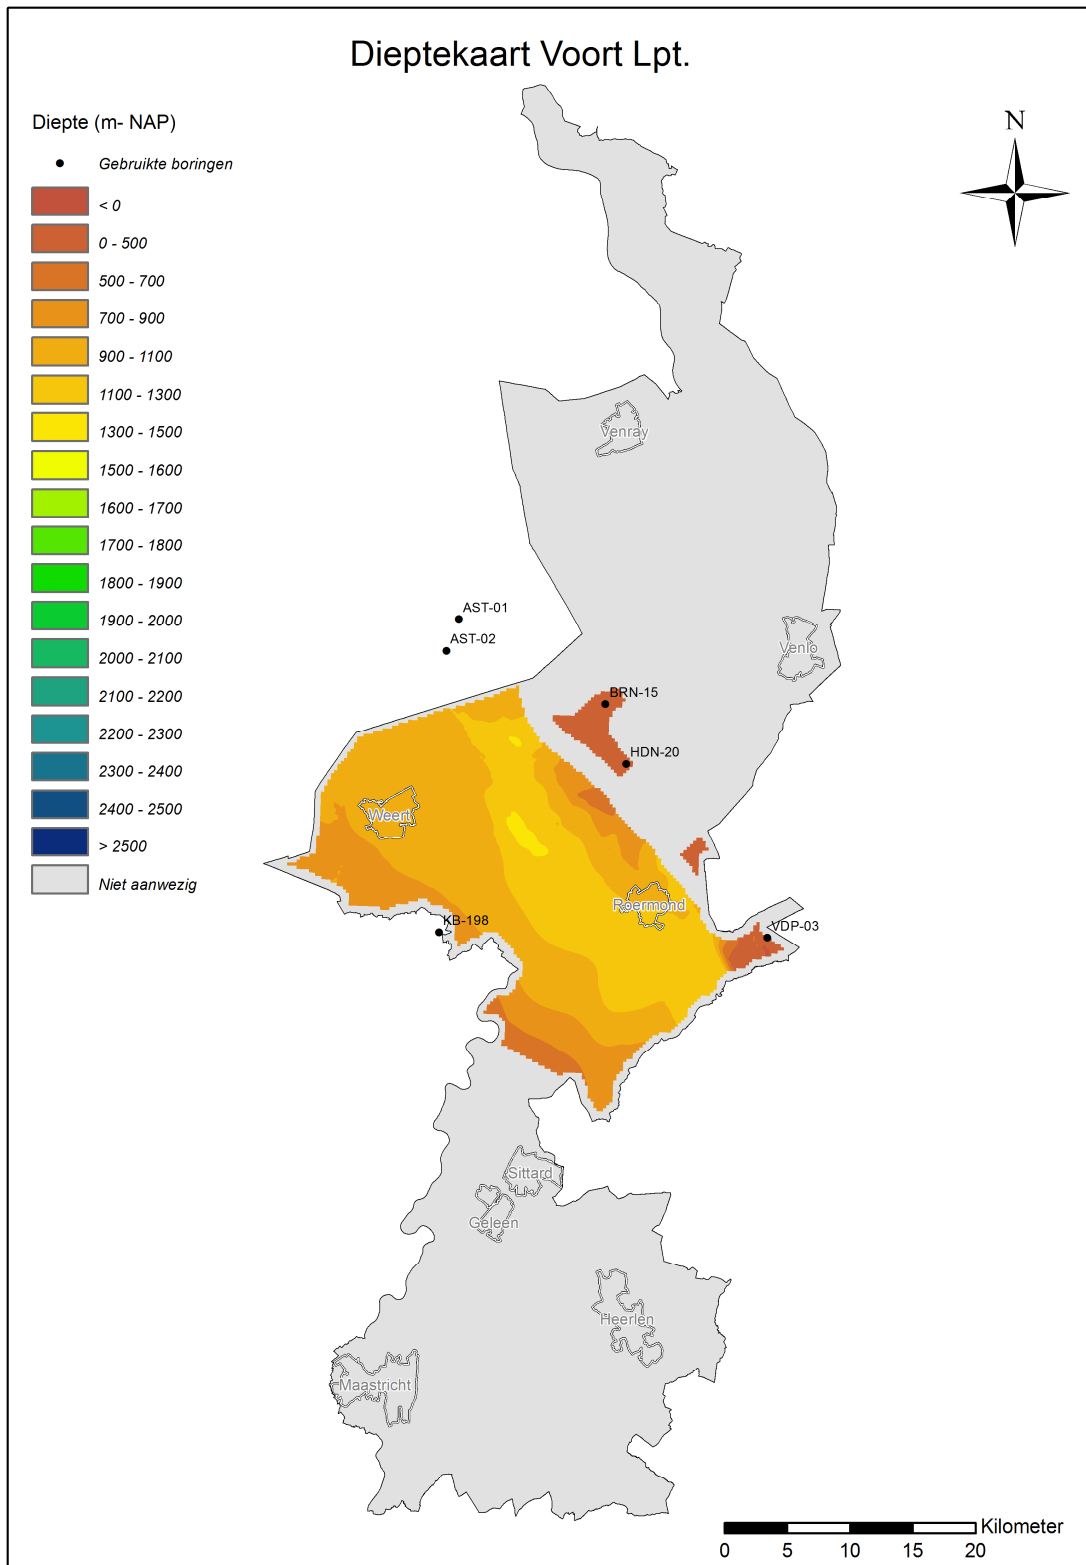 Dieptekaart Voort Lpt.
Diepte (m- NAP)
Gebruikte boringen
< 0
0 - 500
500 - 700
700 - 900
900 - 1100
1100 - 1300
1300 - 1500
1500 - 1600
1600 - 1700
1700 - 1800
1800 - 1900
1900 - 2000
2000 - 2100
2100 - 2200
2200 - 2300
2300 - 2400
2400 - 2500
> 2500
Niet aanwezig
N
Venray
AST-01
AST-02
Venlo
BRN-15
HDN-20
Weert
Roermond
KB-198
VDP-03
Sittard
Geleen
Heerlen
Maastricht
Kilometer
0 5 10 15 20